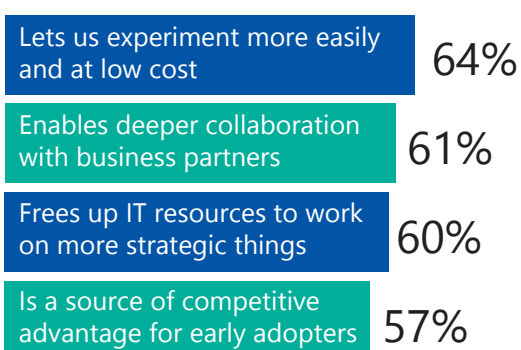 Lets us experiment more easily
and at low cost
64%
Enables deeper collaboration
with business partners
61%
Frees up IT resources to work
on more strategic things
60%
Is a source of competitive
advantage for early adopters
57%